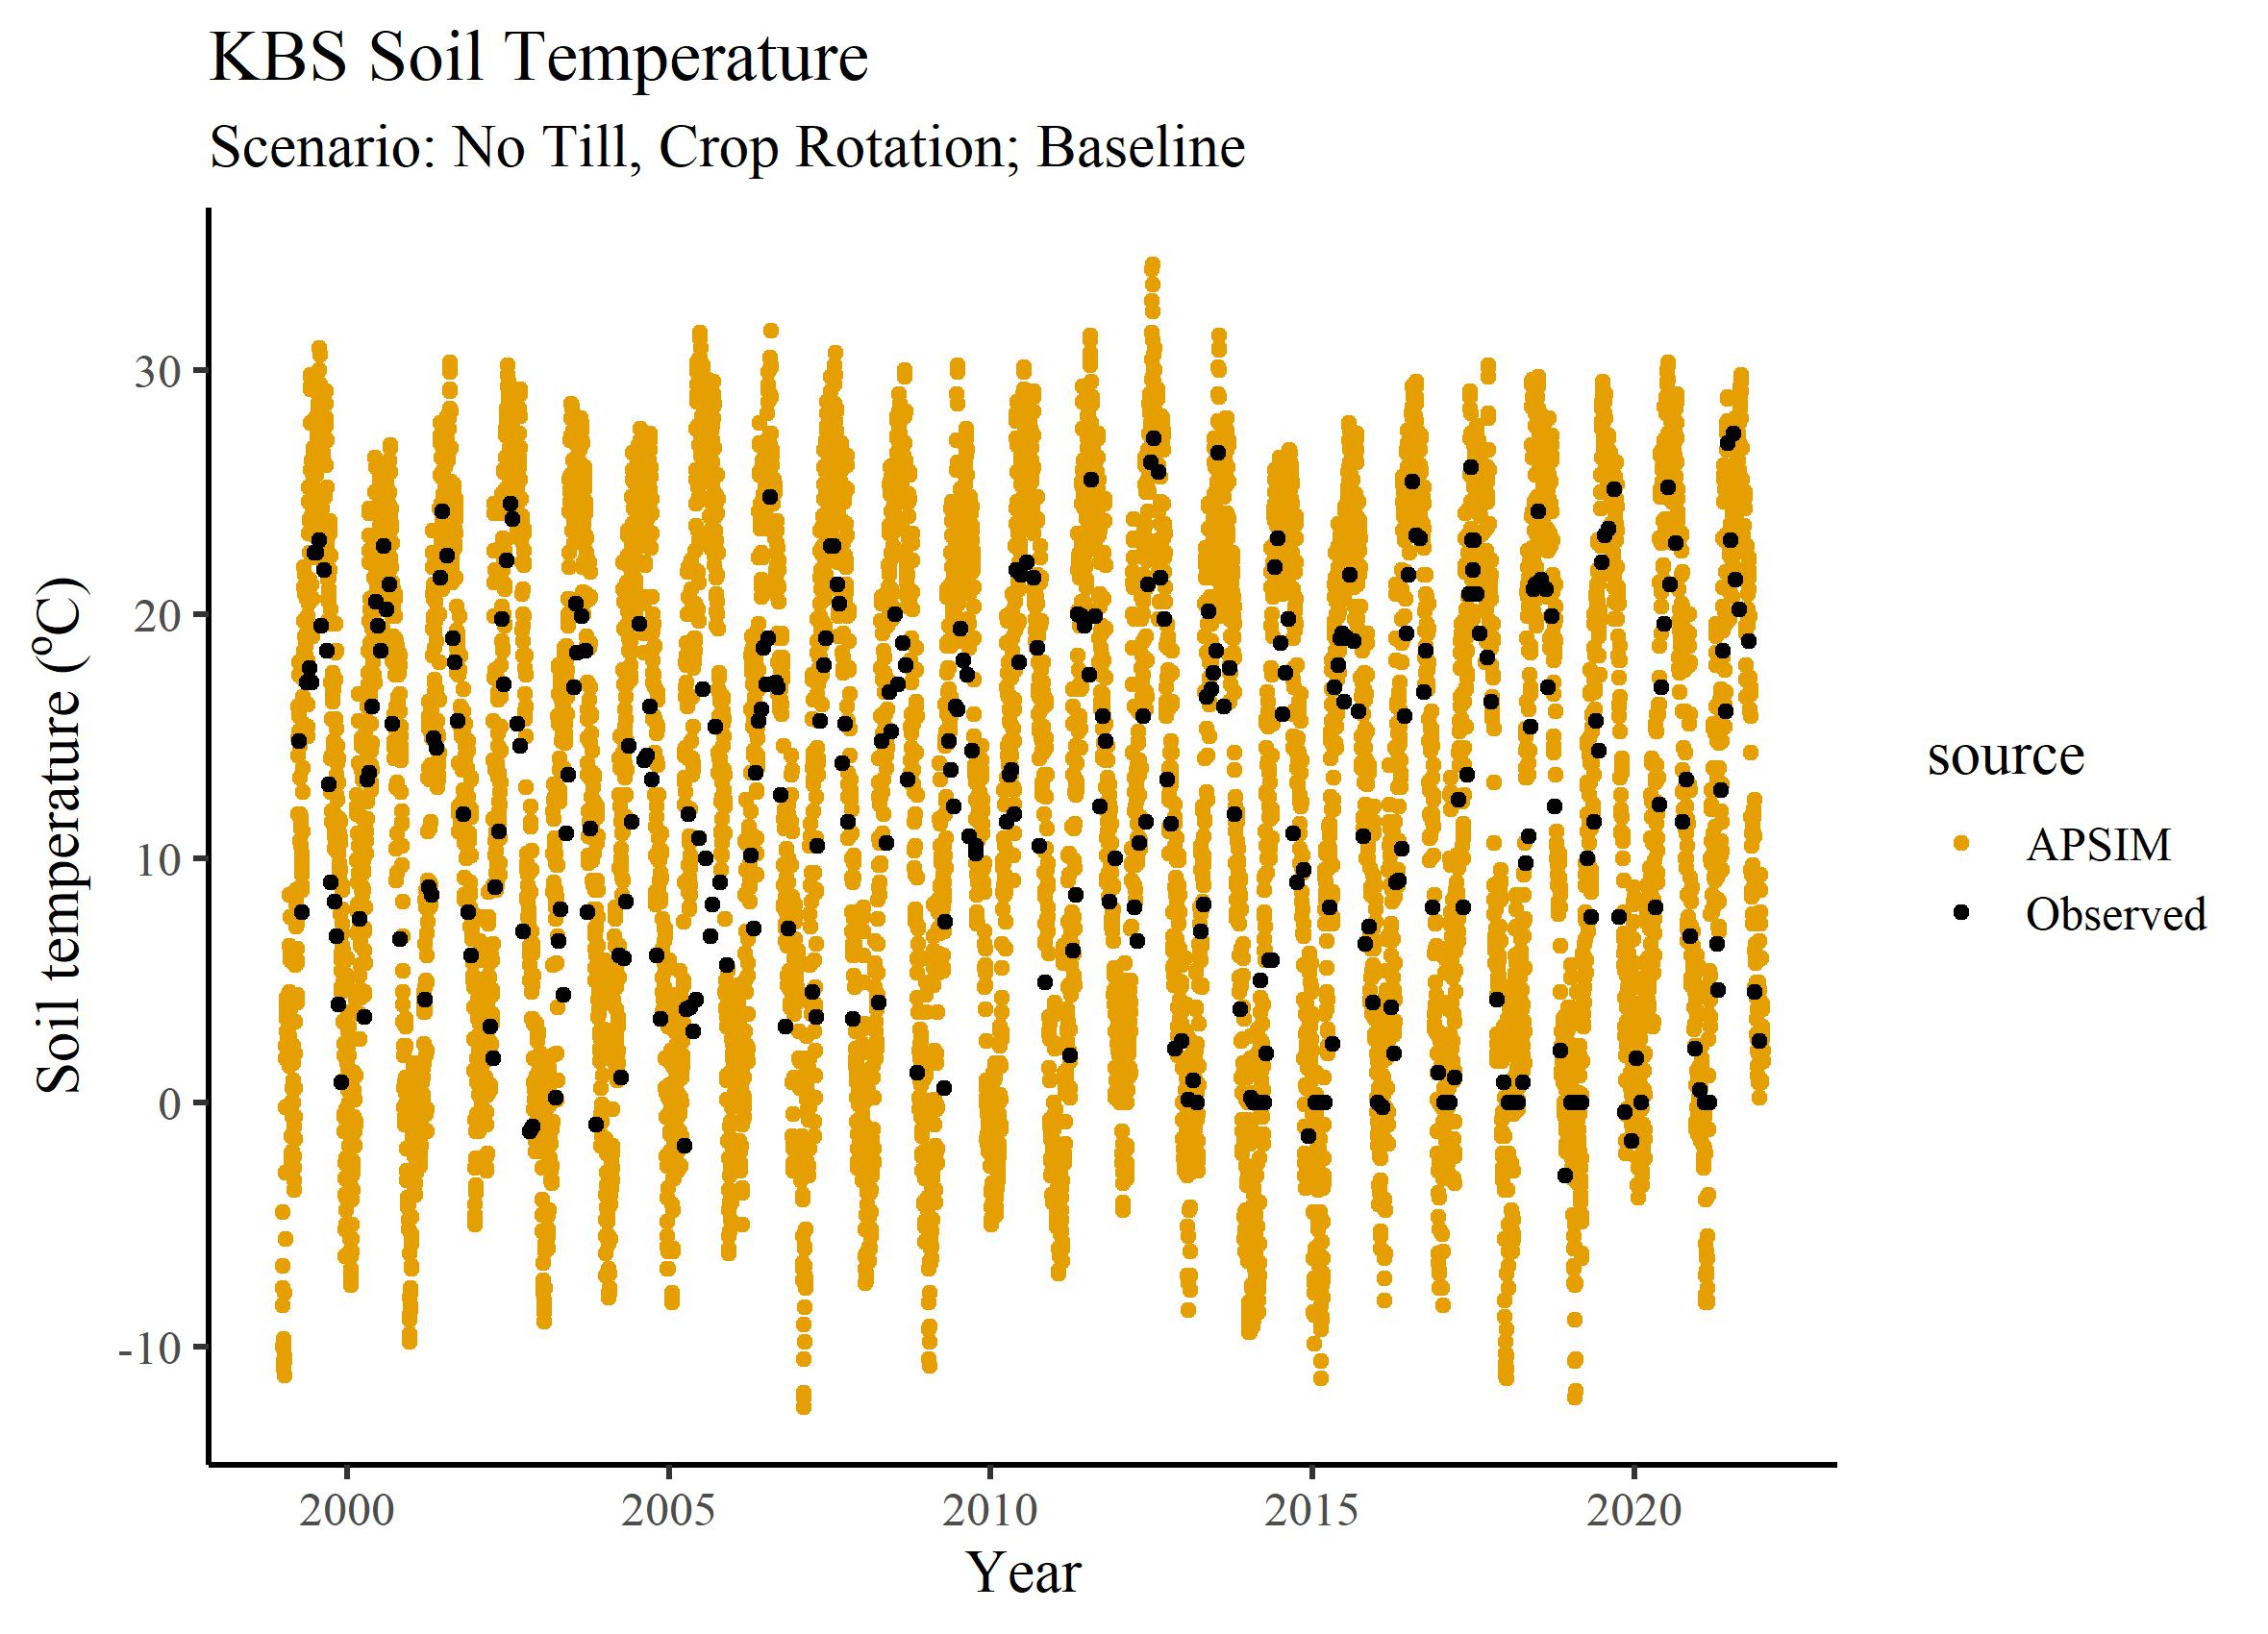 KBS Soil Temperature
Scenario: No Till, Crop Rotation; Baseline
Soil temperature (ºC)
30
20
10
0
-10
2000 2005 2010 2015 2020
Year
source
APSIM
Observed